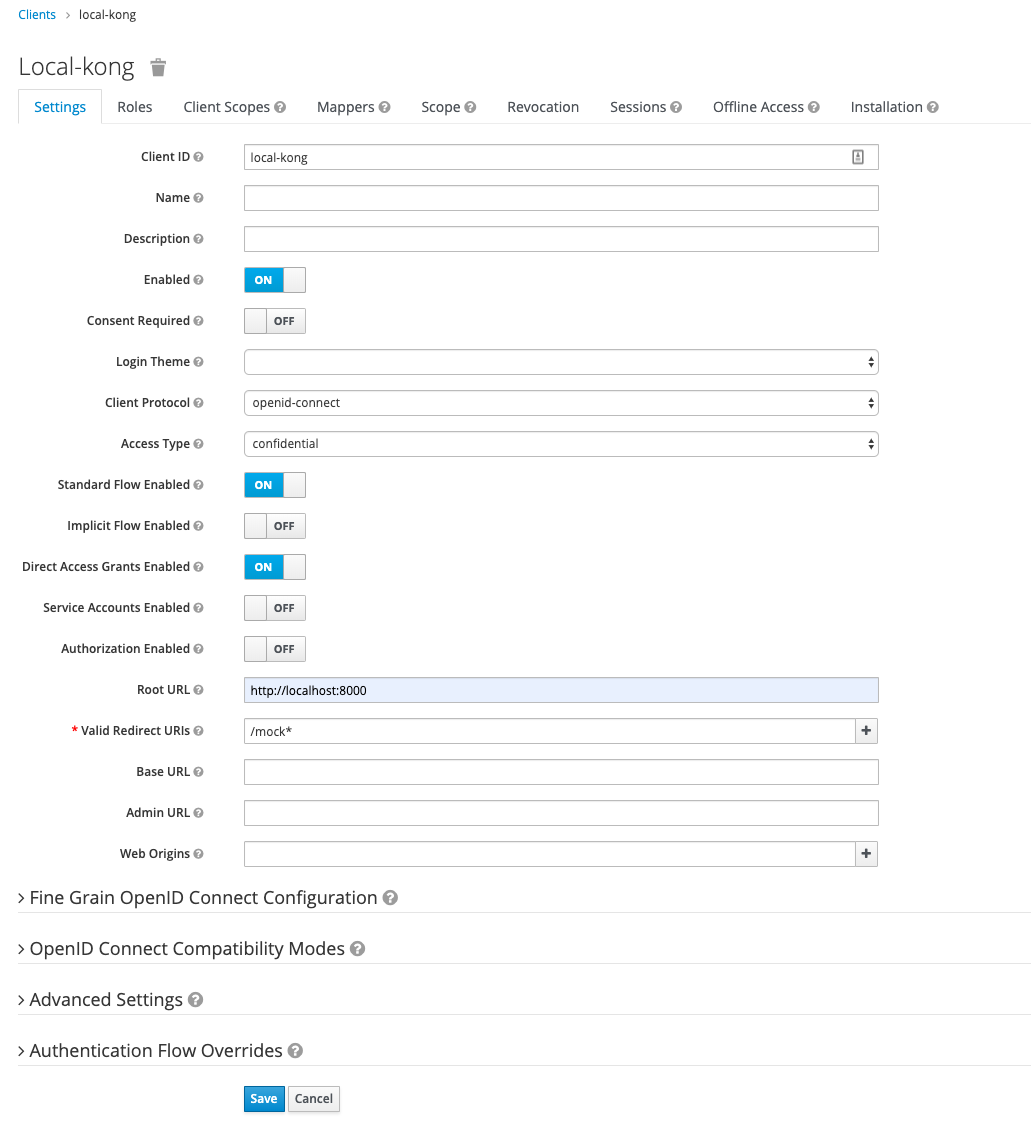 Clients > local-kong
Local-kong
Settings Roles Client Scopes Mappers Scope Revocation Sessions Offline Access Installation
Client ID local-kong
Name
Description
Enabled ON
Consent Required OFF
Login Theme
Client Protocol openid-connect
Access Type confidential
Standard Flow Enabled ON
Implicit Flow Enabled OFF
Direct Access Grants Enabled ON
Service Accounts Enabled OFF
Authorization Enabled OFF
Root URL http://localhost:8000
* Valid Redirect URIs /mock* +
Base URL
Admin URL
Web Origins +
> Fine Grain OpenID Connect Configuration
> OpenID Connect Compatibility Modes
> Advanced Settings
> Authentication Flow Overrides
Save Cancel